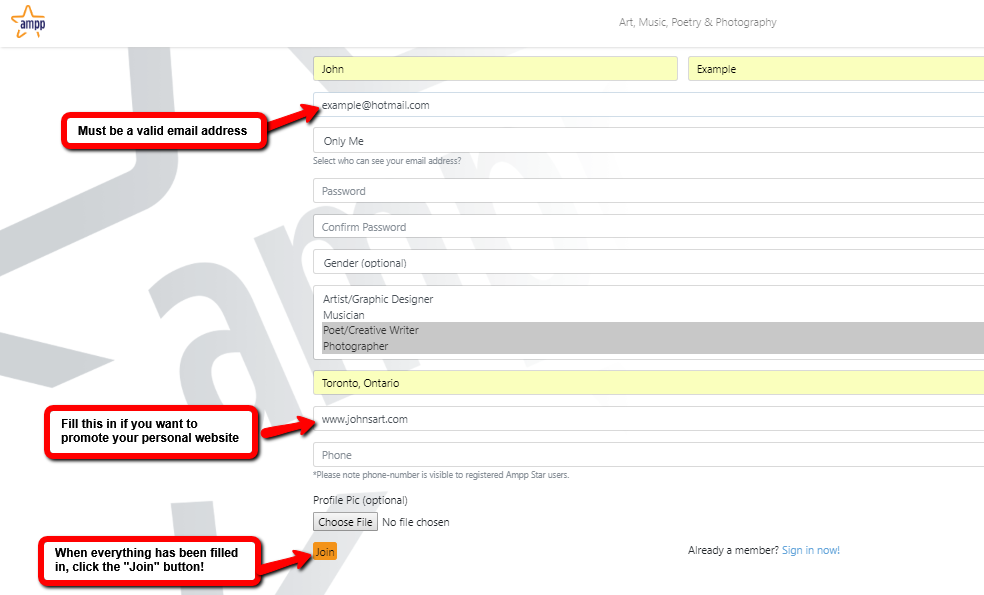 ampp
Art, Music, Poetry & Photography
John
Example
example@hotmail.com
Must be a valid email address
Only Me
Select who can see your email address?
Password
Confirm Password
Gender (optional)
Artist/Graphic Designer
Musician
Poet/Creative Writer
Photographer
Toronto, Ontario
Fill this in if you want to
promote your personal website
www.johnsart.com
Phone
*Please note phone-number is visible to registered Ampp Star users.
Profile Pic (optional)
Choose File No file chosen
When everything has been filled
in, click the "Join" button!
Join
Already a member? Sign in now!
ampp